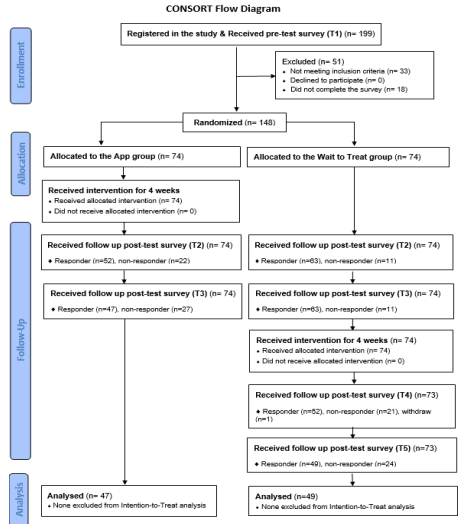 CONSORT Flow Diagram
Enrollment
Registered in the study & Received pre-test survey (T1) (n= 199)
Excluded (n= 51)
• Not meeting inclusion criteria (n= 33)
• Declined to participate (n= 0)
• Did not complete the survey (n= 18)
Randomized (n= 148)
Allocation
Allocated to the App group (n= 74)
Allocated to the Wait to Treat group (n= 74)
Received intervention for 4 weeks
• Received allocated intervention (n= 74)
• Did not receive allocated intervention (n= 0)
Follow-Up
Received follow up post-test survey (T2) (n= 74)
♦ Responder (n=52), non-responder (n=22)
Received follow up post-test survey (T2) (n= 74)
♦ Responder (n=63), non-responder (n=11)
Received follow up post-test survey (T3) (n= 74)
♦ Responder (n=47), non-responder (n=27)
Received follow up post-test survey (T3) (n= 74)
♦ Responder (n=63), non-responder (n=11)
Received intervention for 4 weeks (n= 74)
• Received allocated intervention (n=74)
• Did not receive allocated intervention (n= 0)
Received follow up post-test survey (T4) (n=73)
♦ Responder (n=52), non-responder (n=21), withdraw
(n=1)
Received follow up post-test survey (T5) (n=73)
♦ Responder (n=49), non-responder (n=24)
Analysis
Analysed (n= 47)
♦ None excluded from Intention-to-Treat analysis
Analysed (n=49)
♦ None excluded from Intention-to-Treat analysis